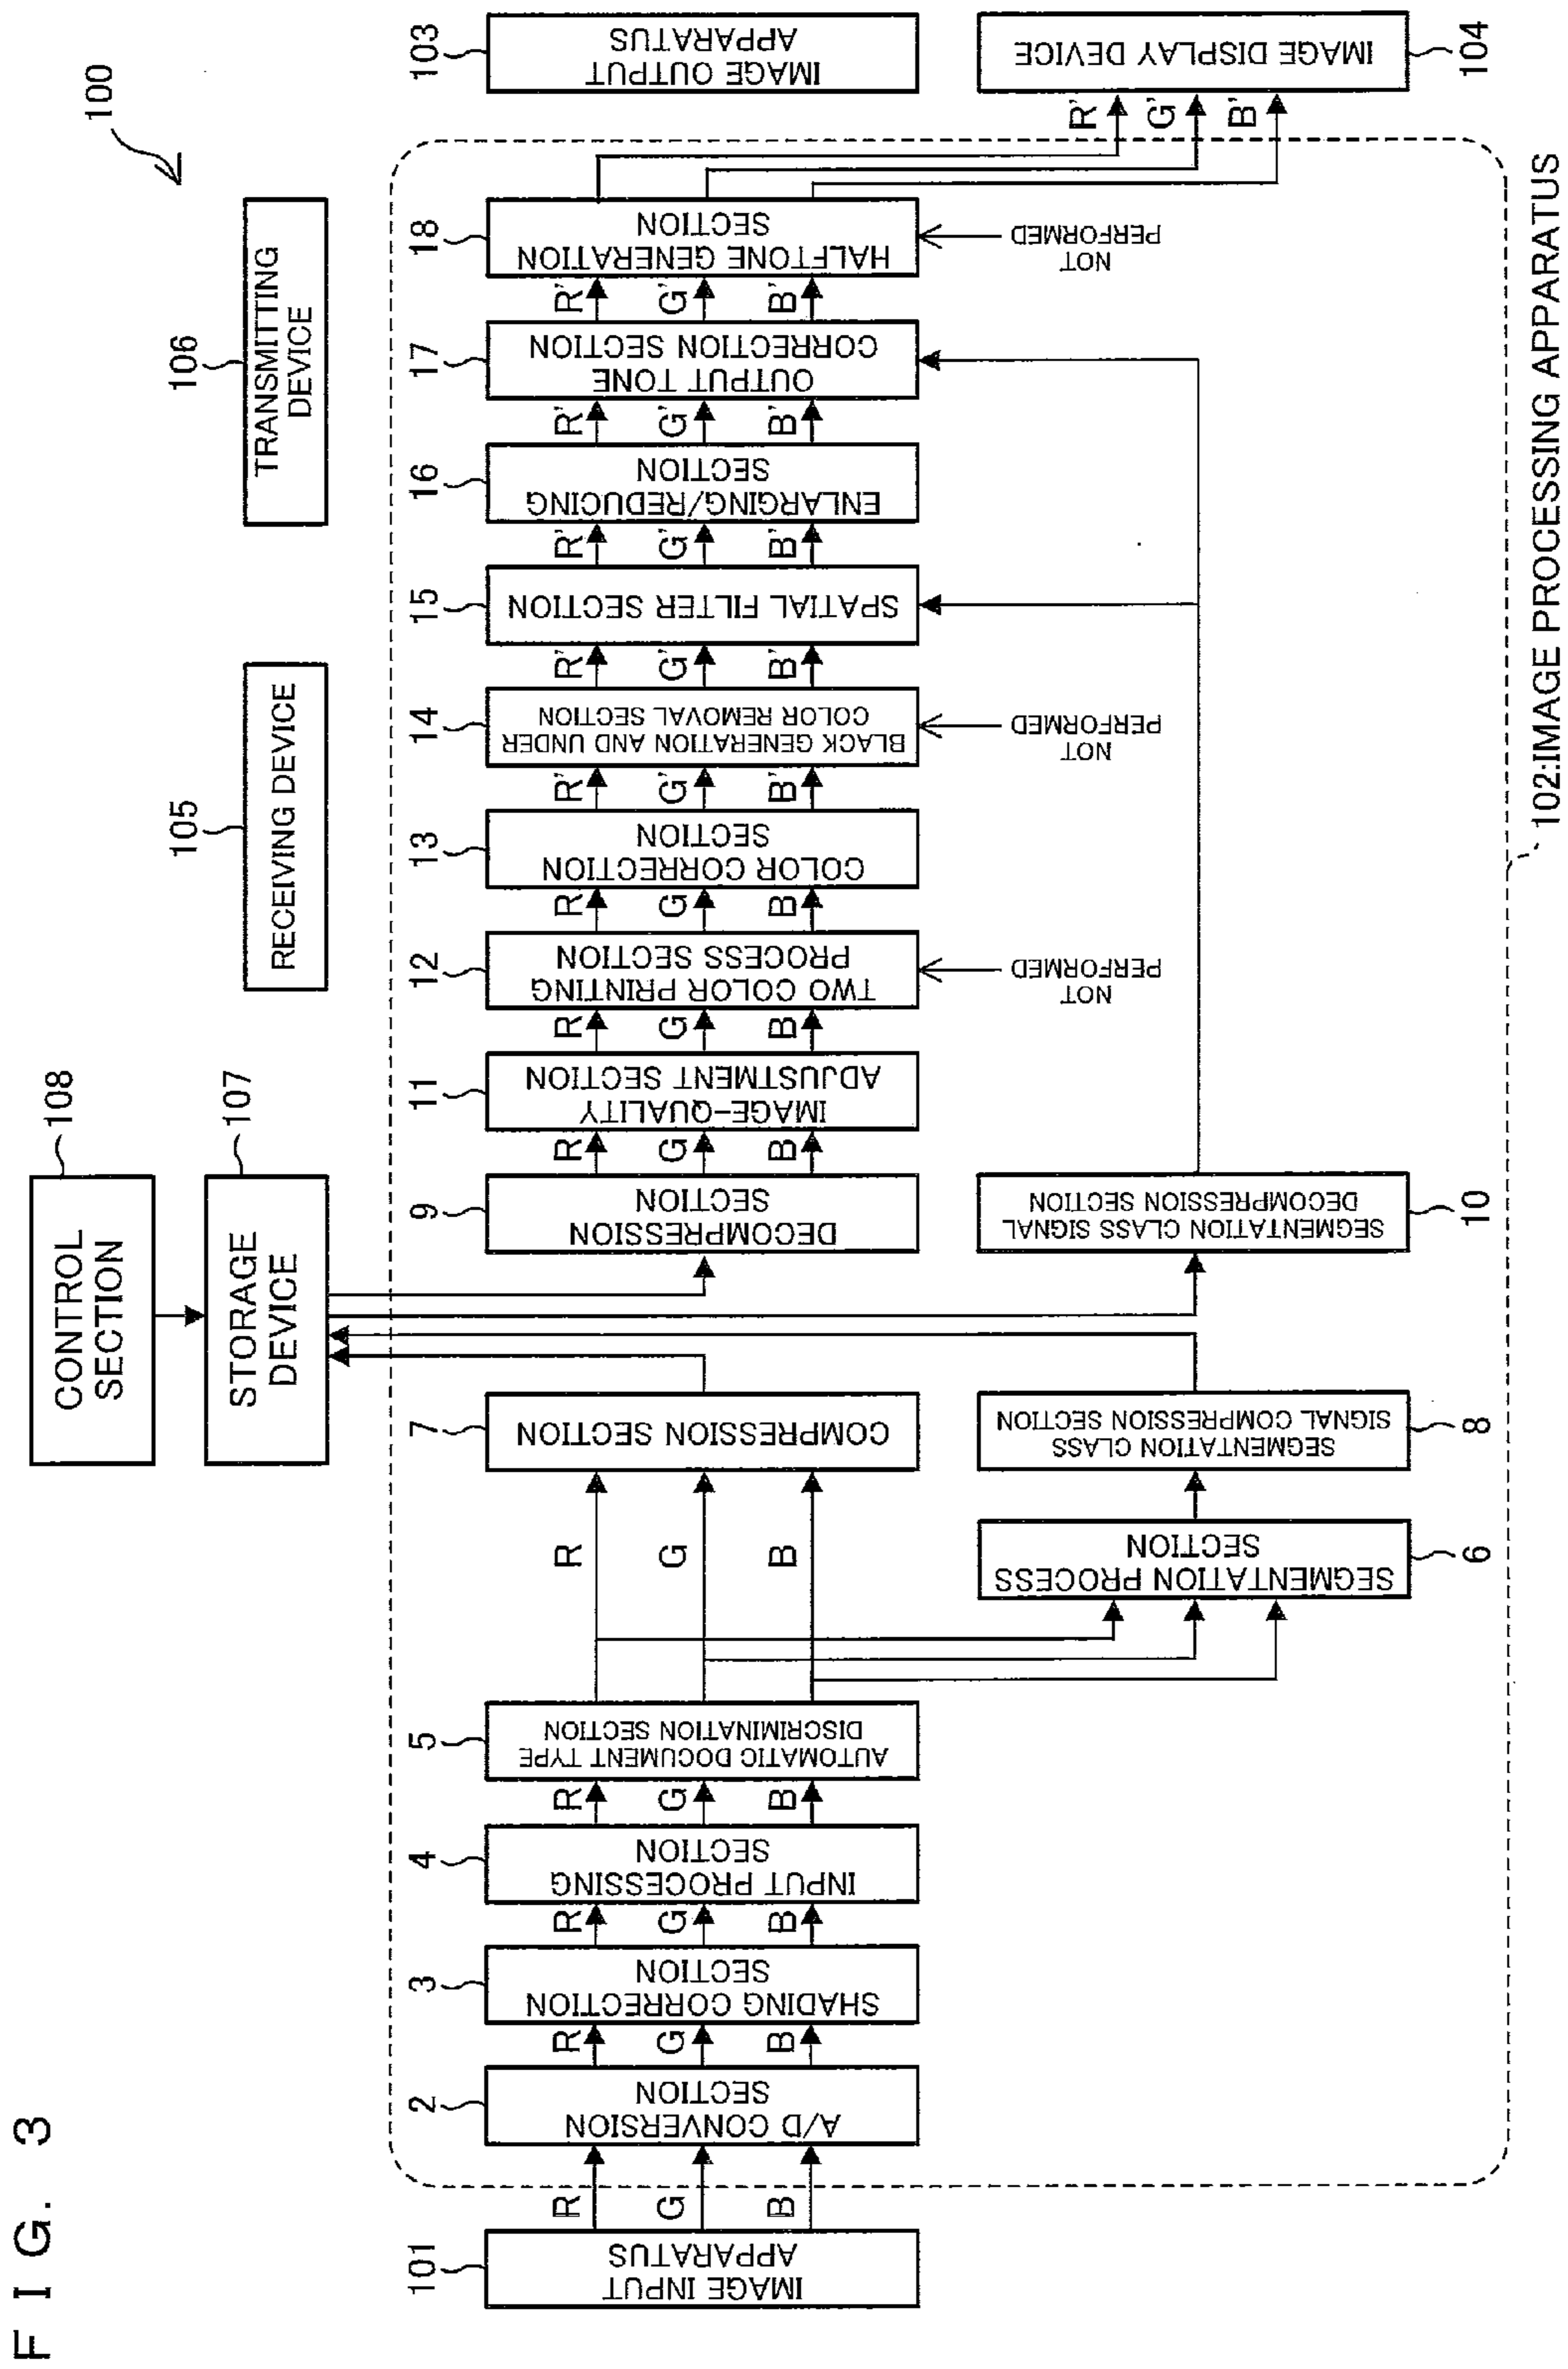 FIG. 3
100
CONTROL
SECTION
108
STORAGE
DEVICE
107
RECEIVING DEVICE
105
TRANSMITTING
DEVICE
106
IMAGE INPUT
APPARATUS
101
R
G
B
A/D CONVERSION
SECTION
2
R
G
B
SHADING CORRECTION
SECTION
3
R
G
B
INPUT PROCESSING
SECTION
4
R
G
B
AUTOMATIC DOCUMENT TYPE
DISCRIMINATION SECTION
5
R
G
B
COMPRESSION SECTION
7
SEGMENTATION PROCESS
SECTION
6
SEGMENTATION CLASS
SIGNAL COMPRESSION SECTION
8
DECOMPRESSION
SECTION
9
SEGMENTATION CLASS SIGNAL
DECOMPRESSION SECTION
10
R
G
B
IMAGE-QUALITY
ADJUSTMENT SECTION
11
R
G
B
TWO COLOR PRINTING
PROCESS SECTION
12
NOT
PERFORMED
R
G
B
COLOR CORRECTION
SECTION
13
R'
G'
B'
BLACK GENERATION AND UNDER
COLOR REMOVAL SECTION
14
NOT
PERFORMED
R'
G'
B'
SPATIAL FILTER SECTION
15
R'
G'
B'
ENLARGING/REDUCING
SECTION
16
R'
G'
B'
OUTPUT TONE
CORRECTION SECTION
17
R'
G'
B'
HALFTONE GENERATION
SECTION
18
NOT
PERFORMED
R'
G'
B'
IMAGE OUTPUT
APPARATUS
103
IMAGE DISPLAY DEVICE
104
102:IMAGE PROCESSING APPARATUS